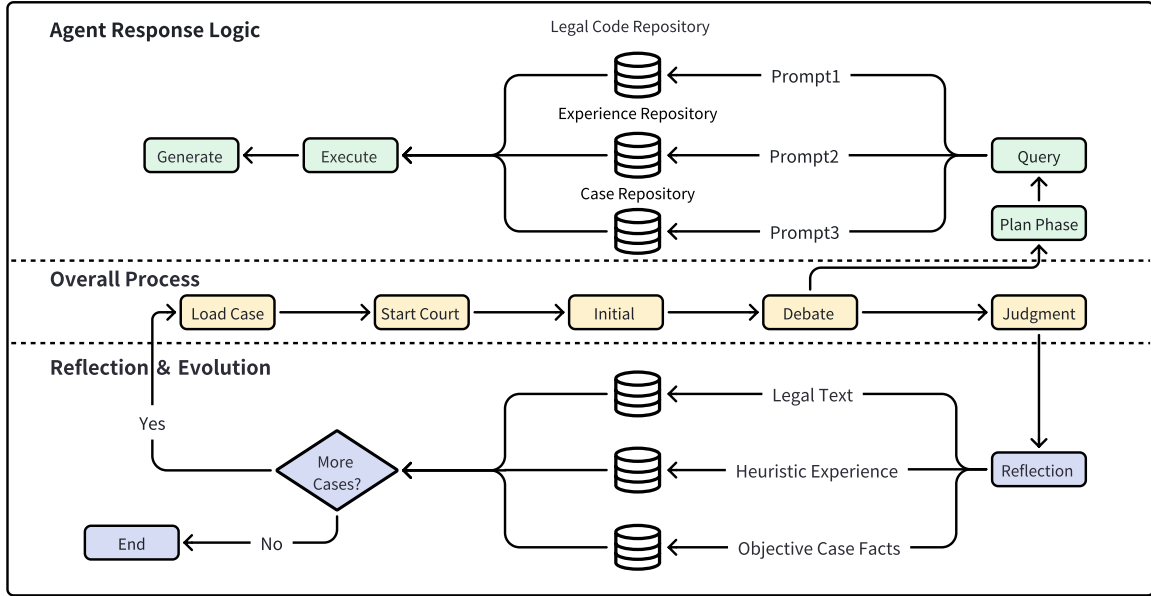 Agent Response Logic
Legal Code Repository
Prompt1
Experience Repository
Generate
Execute
Prompt2
Query
Case Repository
Plan Phase
Prompt3
Overall Process
Load Case
Start Court
Initial
Debate
Judgment
Reflection & Evolution
Legal Text
Yes
More
Cases?
Heuristic Experience
Reflection
End
No
Objective Case Facts